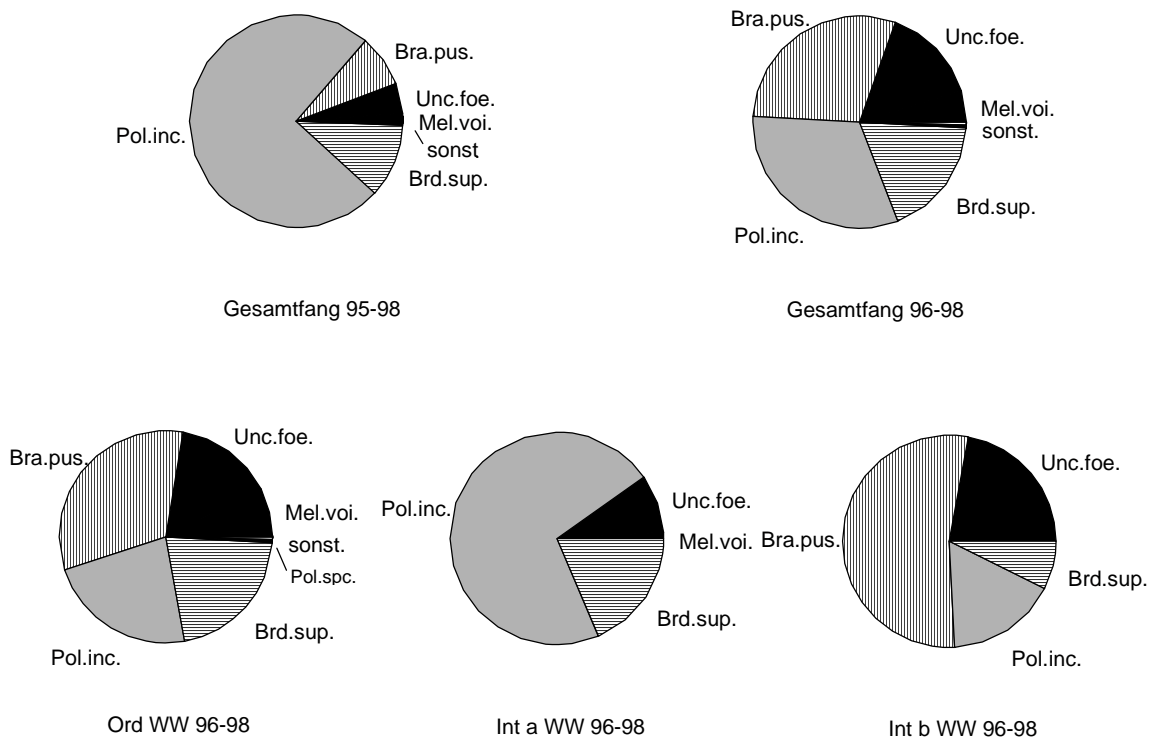 Bra.pus.
Unc.foe.
Mel.voi.
sonst
Brd.sup.
Pol.inc.
Gesamtfang 95-98
Bra.pus.
Unc.foe.
Mel.voi.
sonst.
Brd.sup.
Pol.inc.
Gesamtfang 96-98
Bra.pus.
Unc.foe.
Mel.voi.
sonst.
Pol.spc.
Brd.sup.
Pol.inc.
Ord WW 96-98
Pol.inc.
Unc.foe.
Mel.voi.
Brd.sup.
Int a WW 96-98
Unc.foe.
Bra.pus.
Brd.sup.
Pol.inc.
Int b WW 96-98